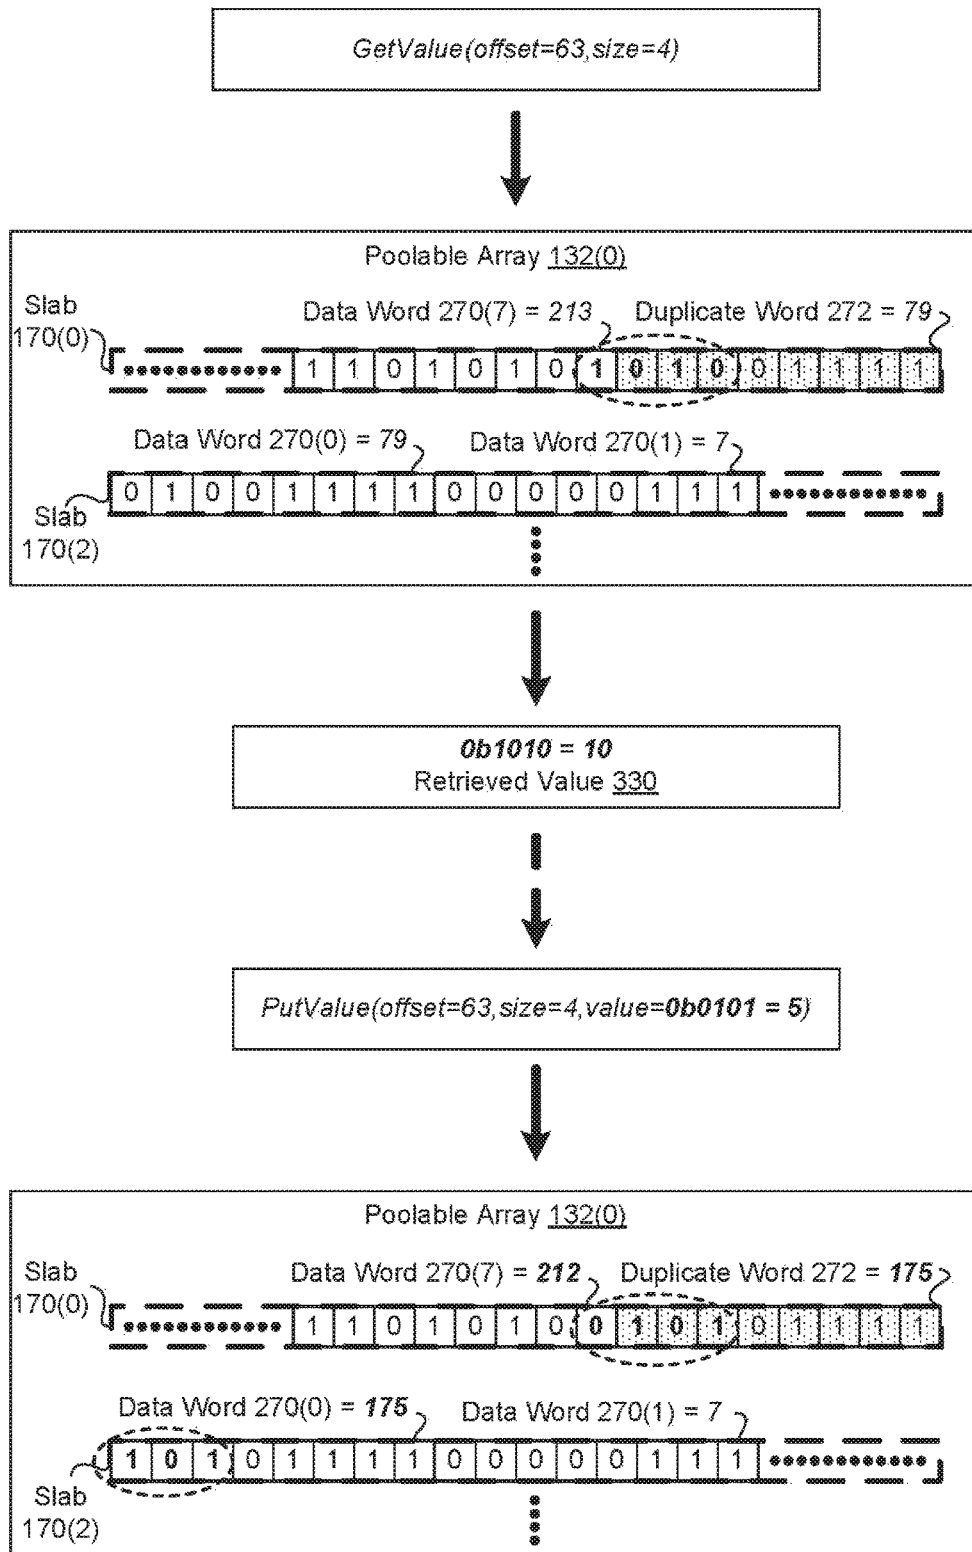 GetValue(offset=63,size=4)
Poolable Array 132(0)
Slab
170(0)
Data Word 270(7) = 213
Duplicate Word 272 = 79
1 1 0 1 0 1 0 1 0 1 0 0 1 1 1 1
Data Word 270(0) = 79
Data Word 270(1) = 7
0 1 0 0 1 1 1 1 0 0 0 0 0 1 1 1
Slab
170(2)
0b1010 = 10
Retrieved Value 330
PutValue(offset=63,size=4,value=0b0101 = 5)
Poolable Array 132(0)
Slab
170(0)
Data Word 270(7) = 212
Duplicate Word 272 = 175
1 1 0 1 0 1 0 0 1 0 1 0 1 1 1 1
Data Word 270(0) = 175
Data Word 270(1) = 7
1 0 1 0 1 1 1 1 0 0 0 0 0 1 1 1
Slab
170(2)